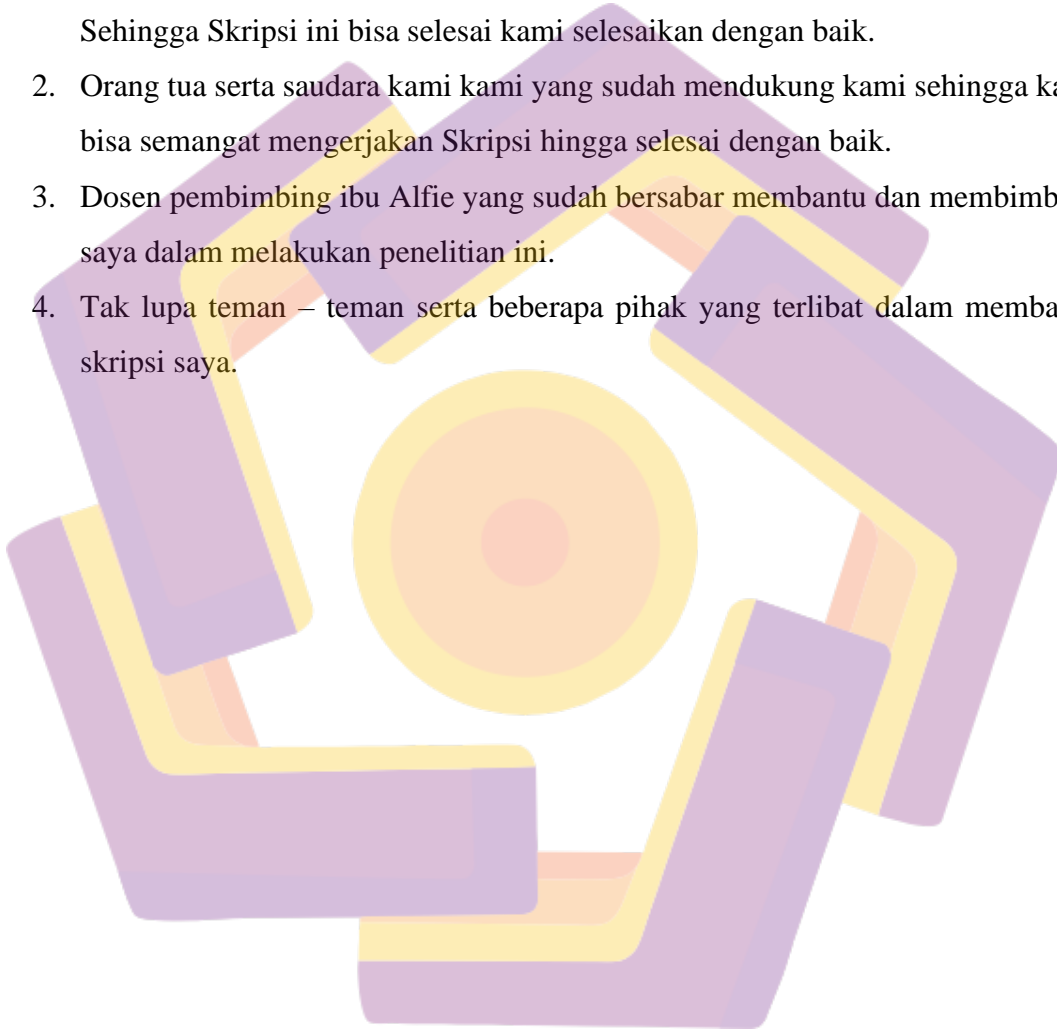 Sehingga Skripsi ini bisa selesai kami selesaikan dengan baik.
2. Orang tua serta saudara kami kami yang sudah mendukung kami sehingga ka
bisa semangat mengerjakan Skripsi hingga selesai dengan baik.
3. Dosen pembimbing ibu Alfie yang sudah bersabar membantu dan membimb
saya dalam melakukan penelitian ini.
4. Tak lupa teman – teman serta beberapa pihak yang terlibat dalam memba
skripsi saya.